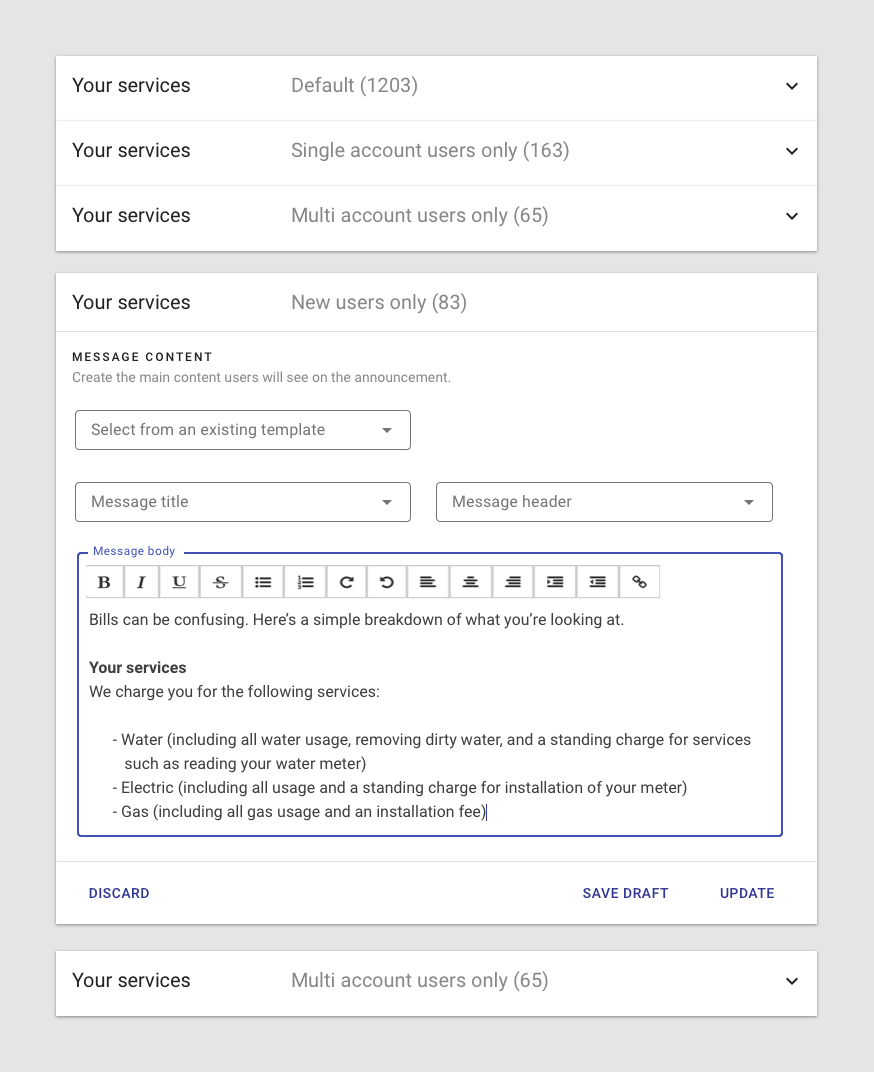 Your services Default (1203)
Your services Single account users only (163)
Your services Multi account users only (65)
Your services New users only (83)
MESSAGE CONTENT
Create the main content users will see on the announcement.
Select from an existing template
Message title Message header
Message body
B I U S
Bills can be confusing. Here’s a simple breakdown of what you’re looking at.
Your services
We charge you for the following services:
- Water (including all water usage, removing dirty water, and a standing charge for services
such as reading your water meter)
- Electric (including all usage and a standing charge for installation of your meter)
- Gas (including all gas usage and an installation fee)
DISCARD SAVE DRAFT UPDATE
Your services Multi account users only (65)